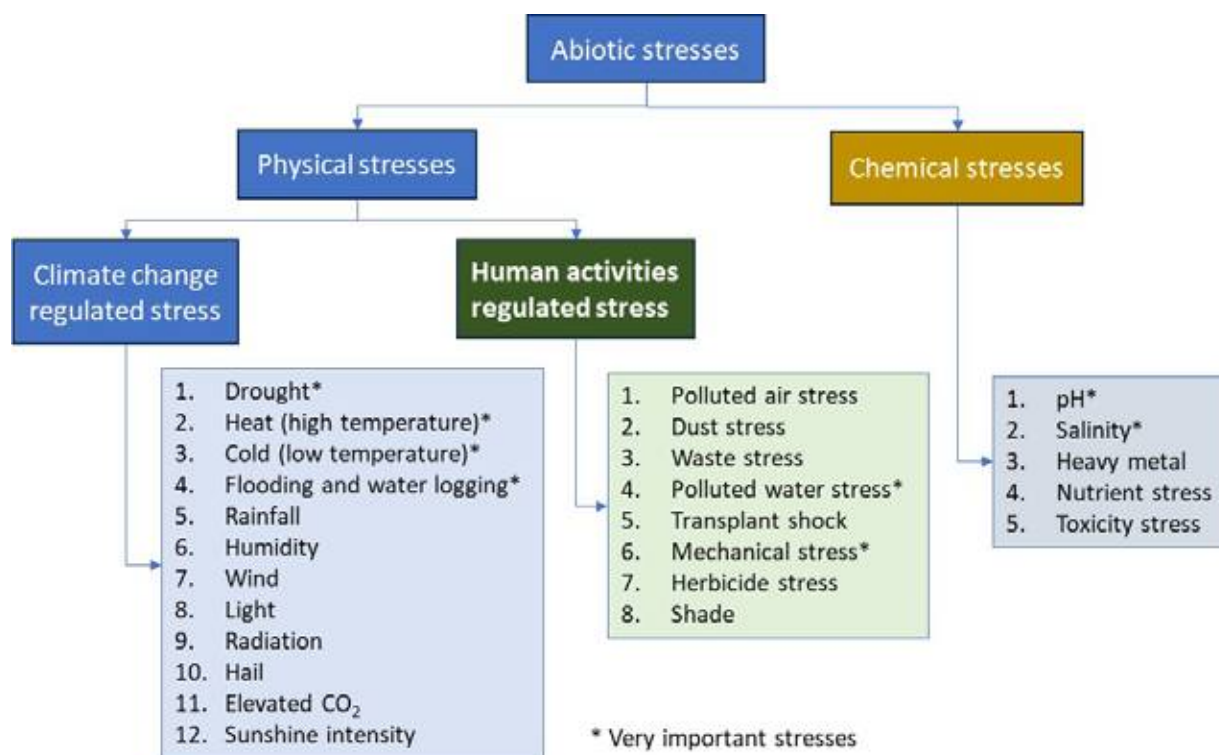 Abiotic stresses
Physical stresses
Chemical stresses
Climate change
regulated stress
Human activities
regulated stress
1. Drought*
2. Heat (high temperature)*
3. Cold (low temperature)*
4. Flooding and water logging*
5. Rainfall
6. Humidity
7. Wind
8. Light
9. Radiation
10. Hail
11. Elevated CO₂
12. Sunshine intensity
1. Polluted air stress
2. Dust stress
3. Waste stress
4. Polluted water stress*
5. Transplant shock
6. Mechanical stress*
7. Herbicide stress
8. Shade
1. pH*
2. Salinity*
3. Heavy metal
4. Nutrient stress
5. Toxicity stress
* Very important stresses